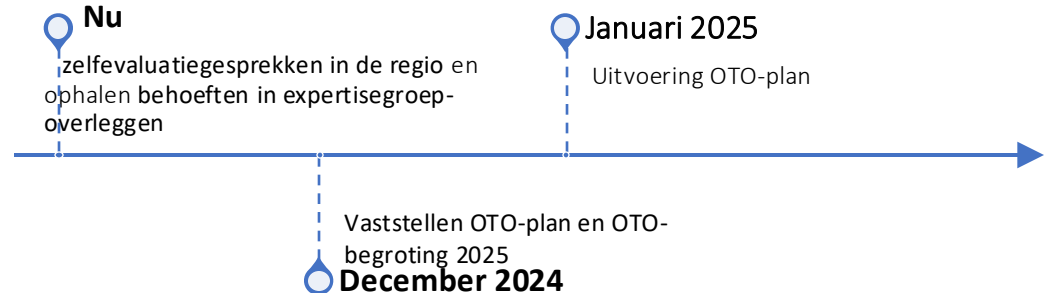 Nu
zelfevaluatiegesprekken in de regio en
ophalen behoeften in expertisegroep-
overleggen
Januari 2025
Uitvoering OTO-plan
Vaststellen OTO-plan en OTO-
begroting 2025
December 2024